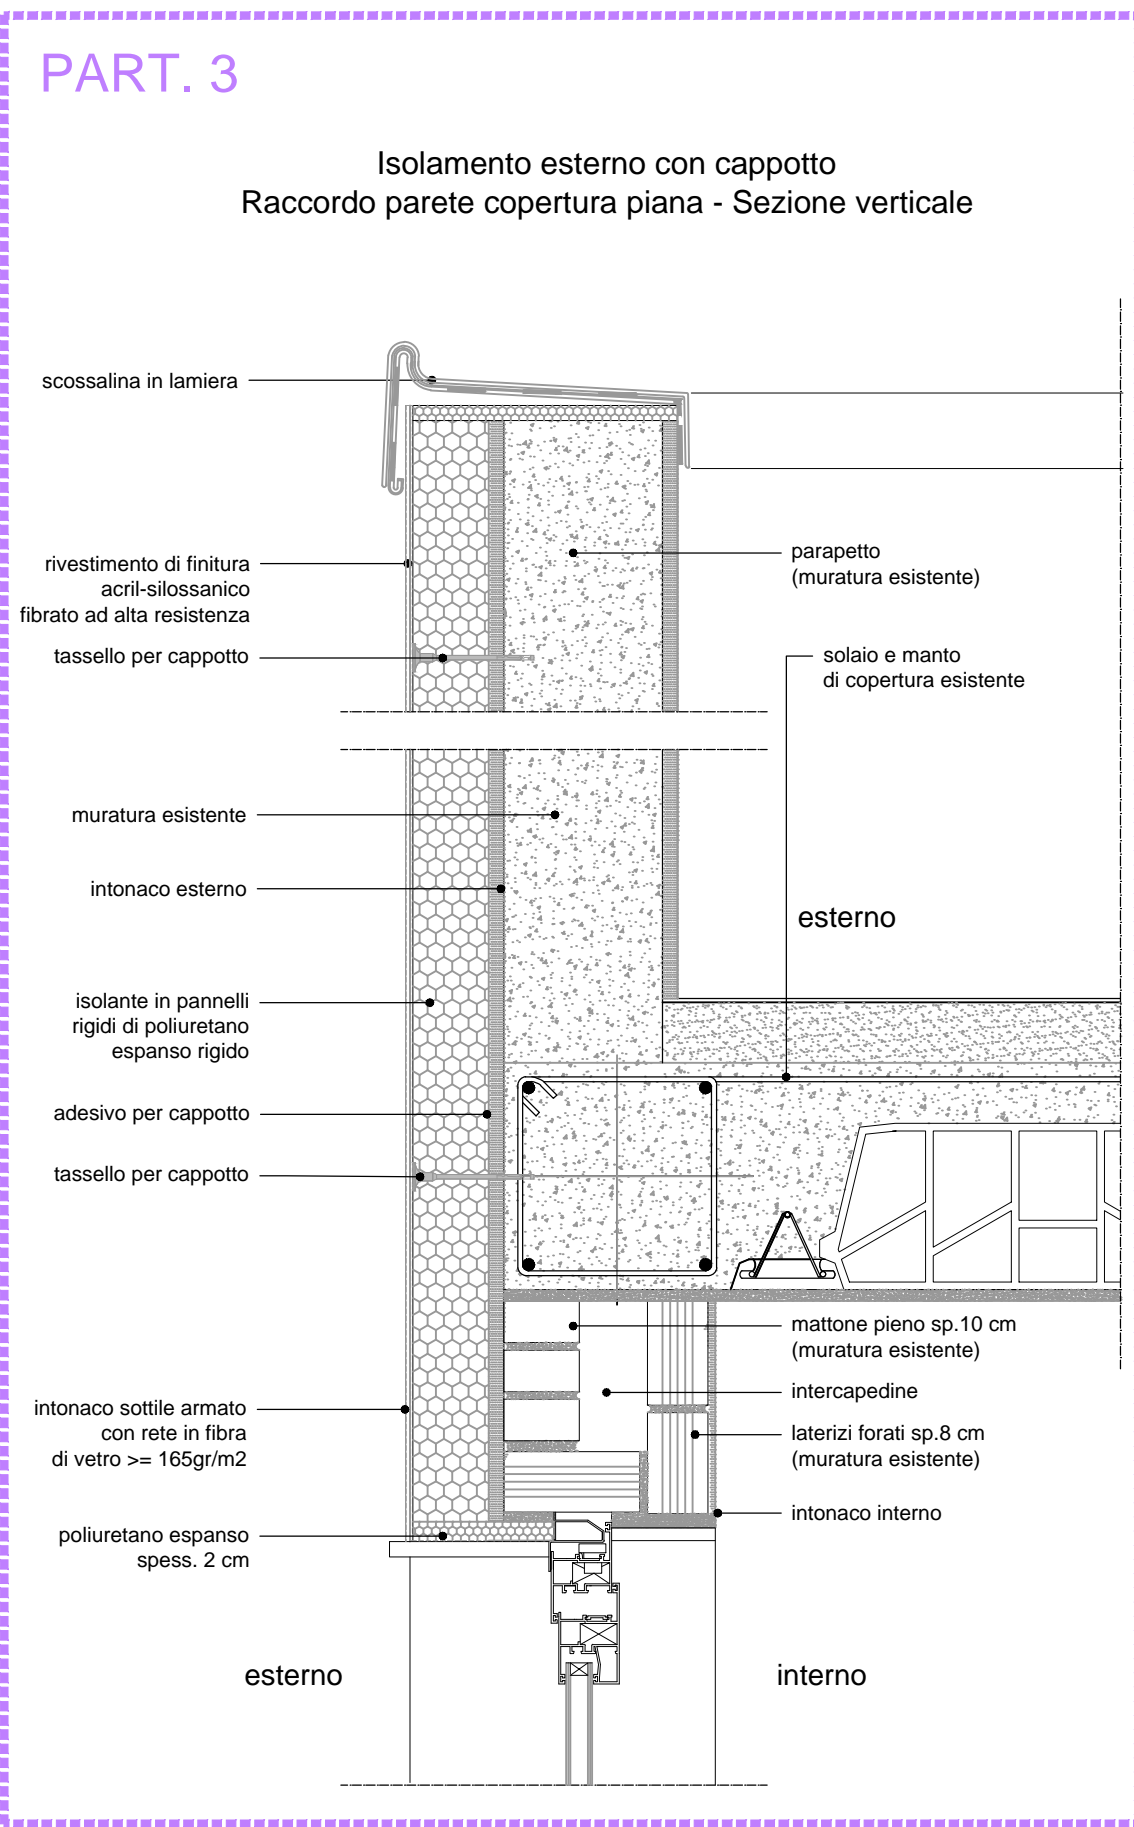 PART. 3
Isolamento esterno con cappotto
Raccordo parete copertura piana - Sezione verticale
scossalina in lamiera
rivestimento di finitura
acril-silossanico
fibrato ad alta resistenza
tassello per cappotto
parapetto
(muratura esistente)
solaio e manto
di copertura esistente
muratura esistente
intonaco esterno
esterno
isolante in pannelli
rigidi di poliuretano
espanso rigido
adesivo per cappotto
tassello per cappotto
mattone pieno sp.10 cm
(muratura esistente)
intercapedine
laterizi forati sp.8 cm
(muratura esistente)
intonaco interno
intonaco sottile armato
con rete in fibra
di vetro >= 165gr/m2
poliuretano espanso
spess. 2 cm
esterno
interno